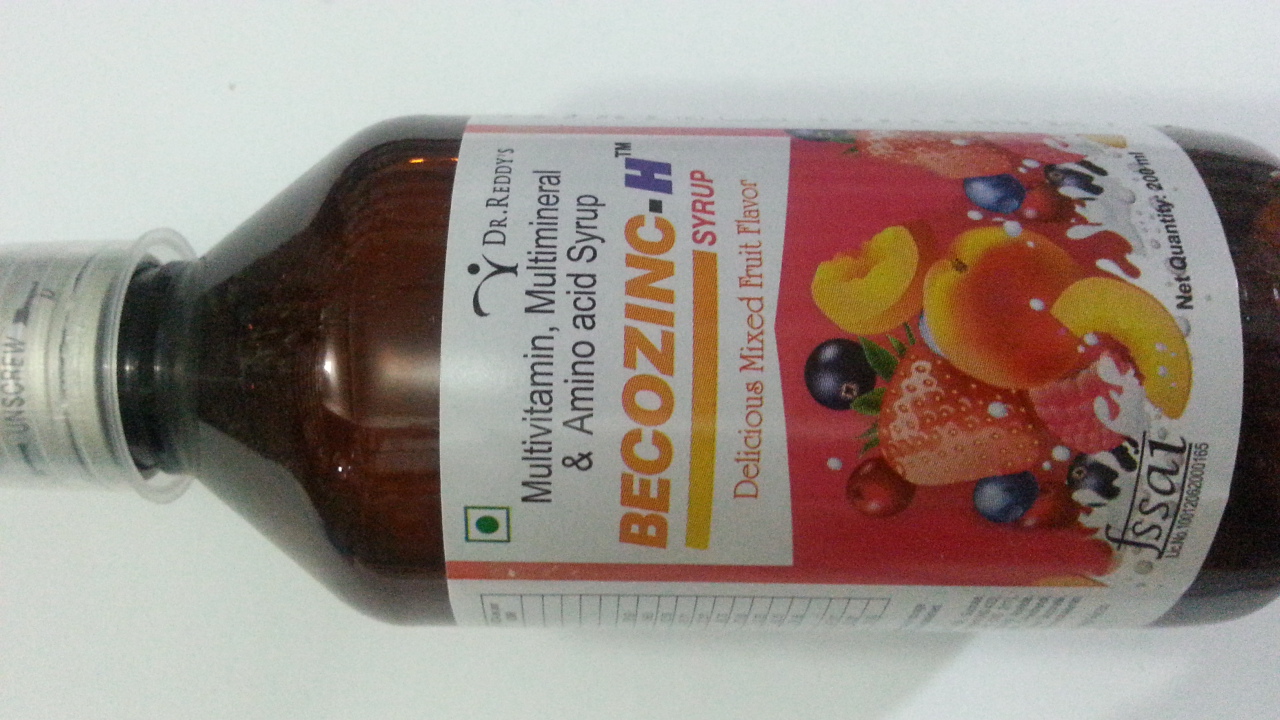 UNSCREW
DR.REDDY'S
Multivitamin, Multimineral
& Amino acid Syrup
BECOZINC-H™
SYRUP
Delicious Mixed Fruit Flavor
Net Quantity: 200 ml
fssai
Lic.No.10012062000165